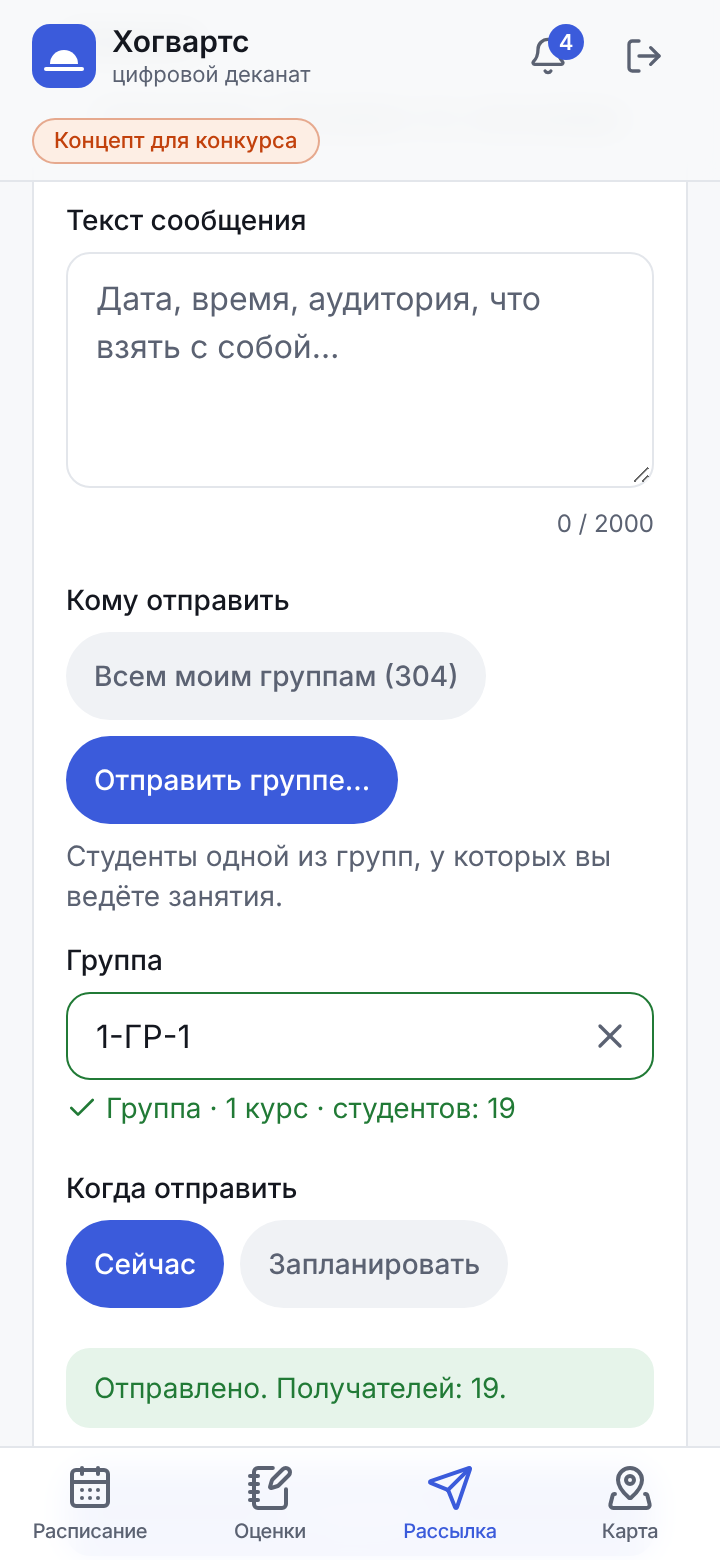 Хогвартс
цифровой деканат
4
Концепт для конкурса
Текст сообщения
Дата, время, аудитория, что
взять с собой...
0 / 2000
Кому отправить
Всем моим группам (304)
Отправить группе...
Студенты одной из групп, у которых вы
ведёте занятия.
Группа
1-ГР-1
Группа · 1 курс · студентов: 19
Когда отправить
Сейчас
Запланировать
Отправлено. Получателей: 19.
Расписание
Оценки
Рассылка
Карта